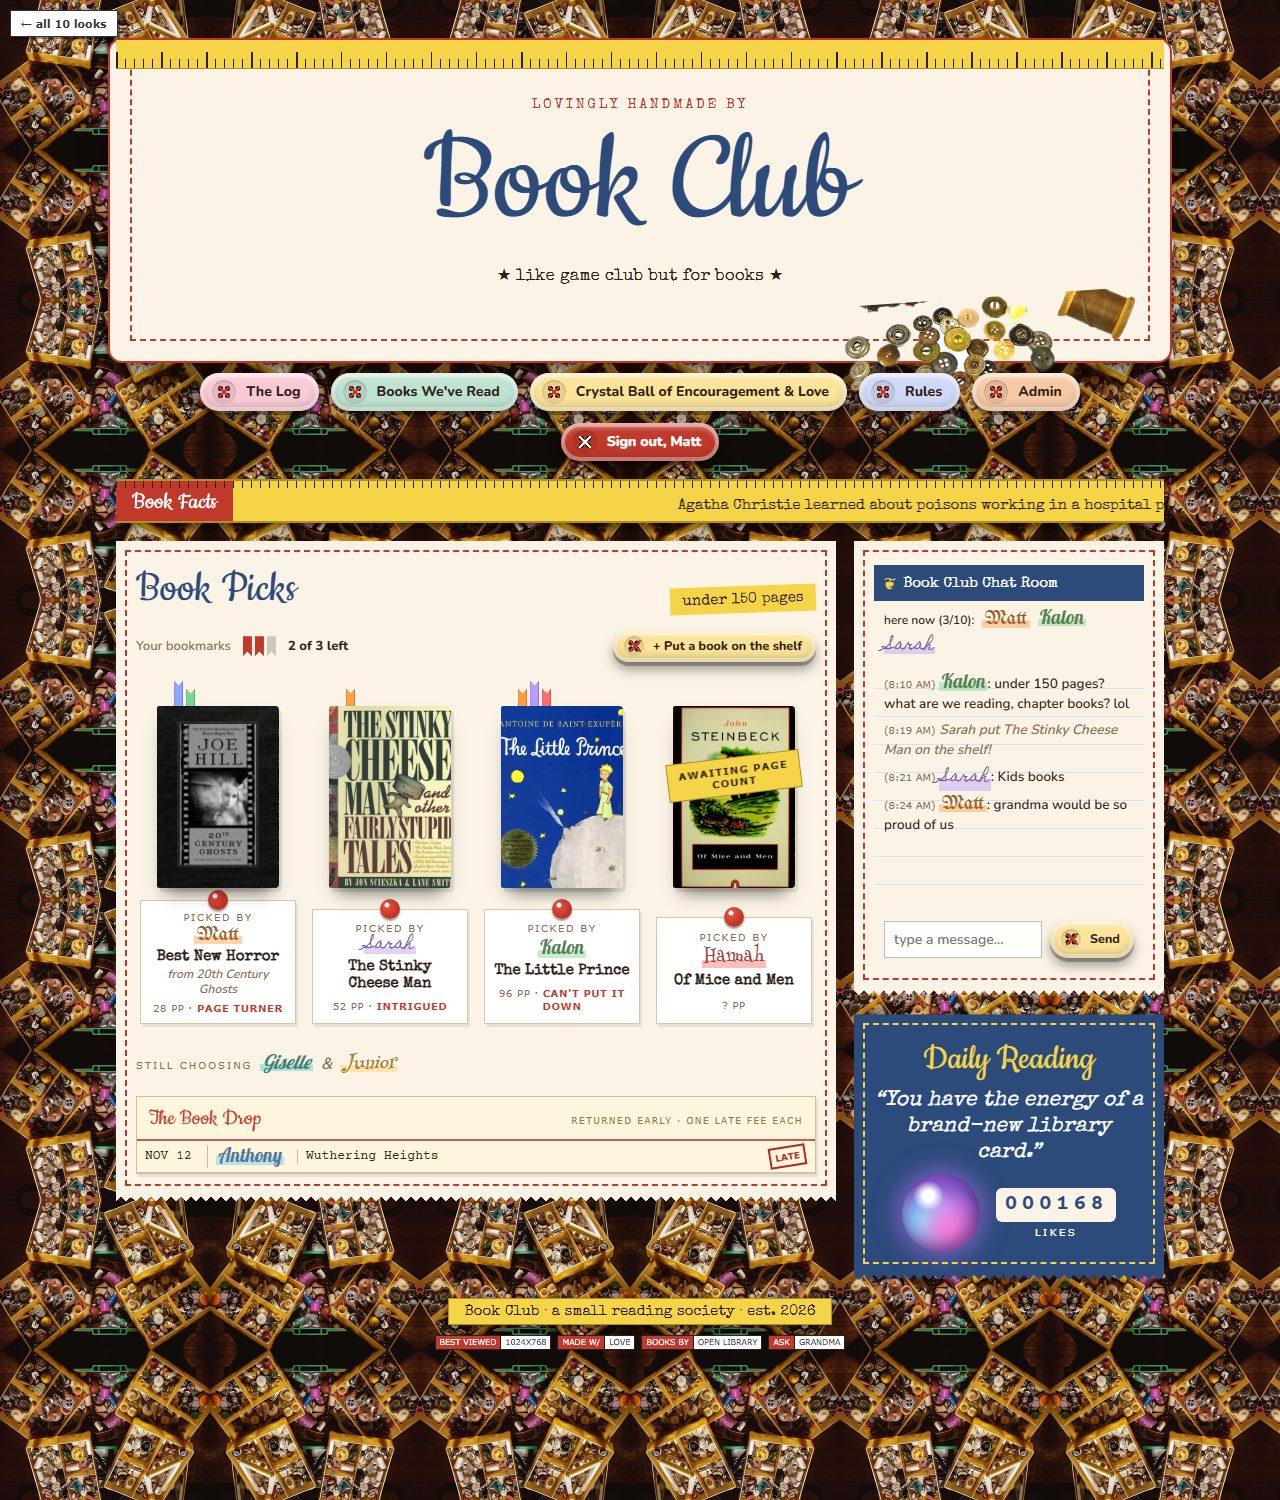 ← all 10 looks
LOVINGLY HANDMADE BY
Book Club
★ like game club but for books ★
The Log
Books We've Read
Crystal Ball of Encouragement & Love
Rules
Admin
Sign out, Matt
Book Facts
Agatha Christie learned about poisons working in a hospital p
Book Picks
under 150 pages
Your bookmarks
2 of 3 left
+ Put a book on the shelf
JOE
HILL
20TH
CENTURY
GHOSTS
THE STINKY
CHEESE
MAN and
other
FAIRLY STUPID
TALES
BY JON SCIESZKA & LANE SMIT
ANTOINE DE SAINT-EXUPÉR
The Little Prince
John
STEINBECK
AWAITING PAGE
COUNT
Of Mice and Men
PICKED BY
Matt
Best New Horror
from 20th Century
Ghosts
28 PP · PAGE TURNER
PICKED BY
Sarah
The Stinky
Cheese Man
52 PP · INTRIGUED
PICKED BY
Kalon
The Little Prince
96 PP · CAN'T PUT IT
DOWN
PICKED BY
Hannah
Of Mice and Men
? PP
STILL CHOOSING Giselle & Junior
The Book Drop
RETURNED EARLY · ONE LATE FEE EACH
NOV 12 Anthony Wuthering Heights LATE
❦ Book Club Chat Room
here now (3/10): Matt Kalon
Sarah
(8:10 AM) Kalon: under 150 pages?
what are we reading, chapter books? lol
(8:19 AM) Sarah put The Stinky Cheese
Man on the shelf!
(8:21 AM) Sarah: Kids books
(8:24 AM) Matt: grandma would be so
proud of us
type a message...
Send
Daily Reading
“You have the energy of a
brand-new library
card.”
000168
LIKES
Book Club · a small reading society · est. 2026
BEST VIEWED 1024X768
MADE W/ LOVE
BOOKS BY OPEN LIBRARY
ASK GRANDMA